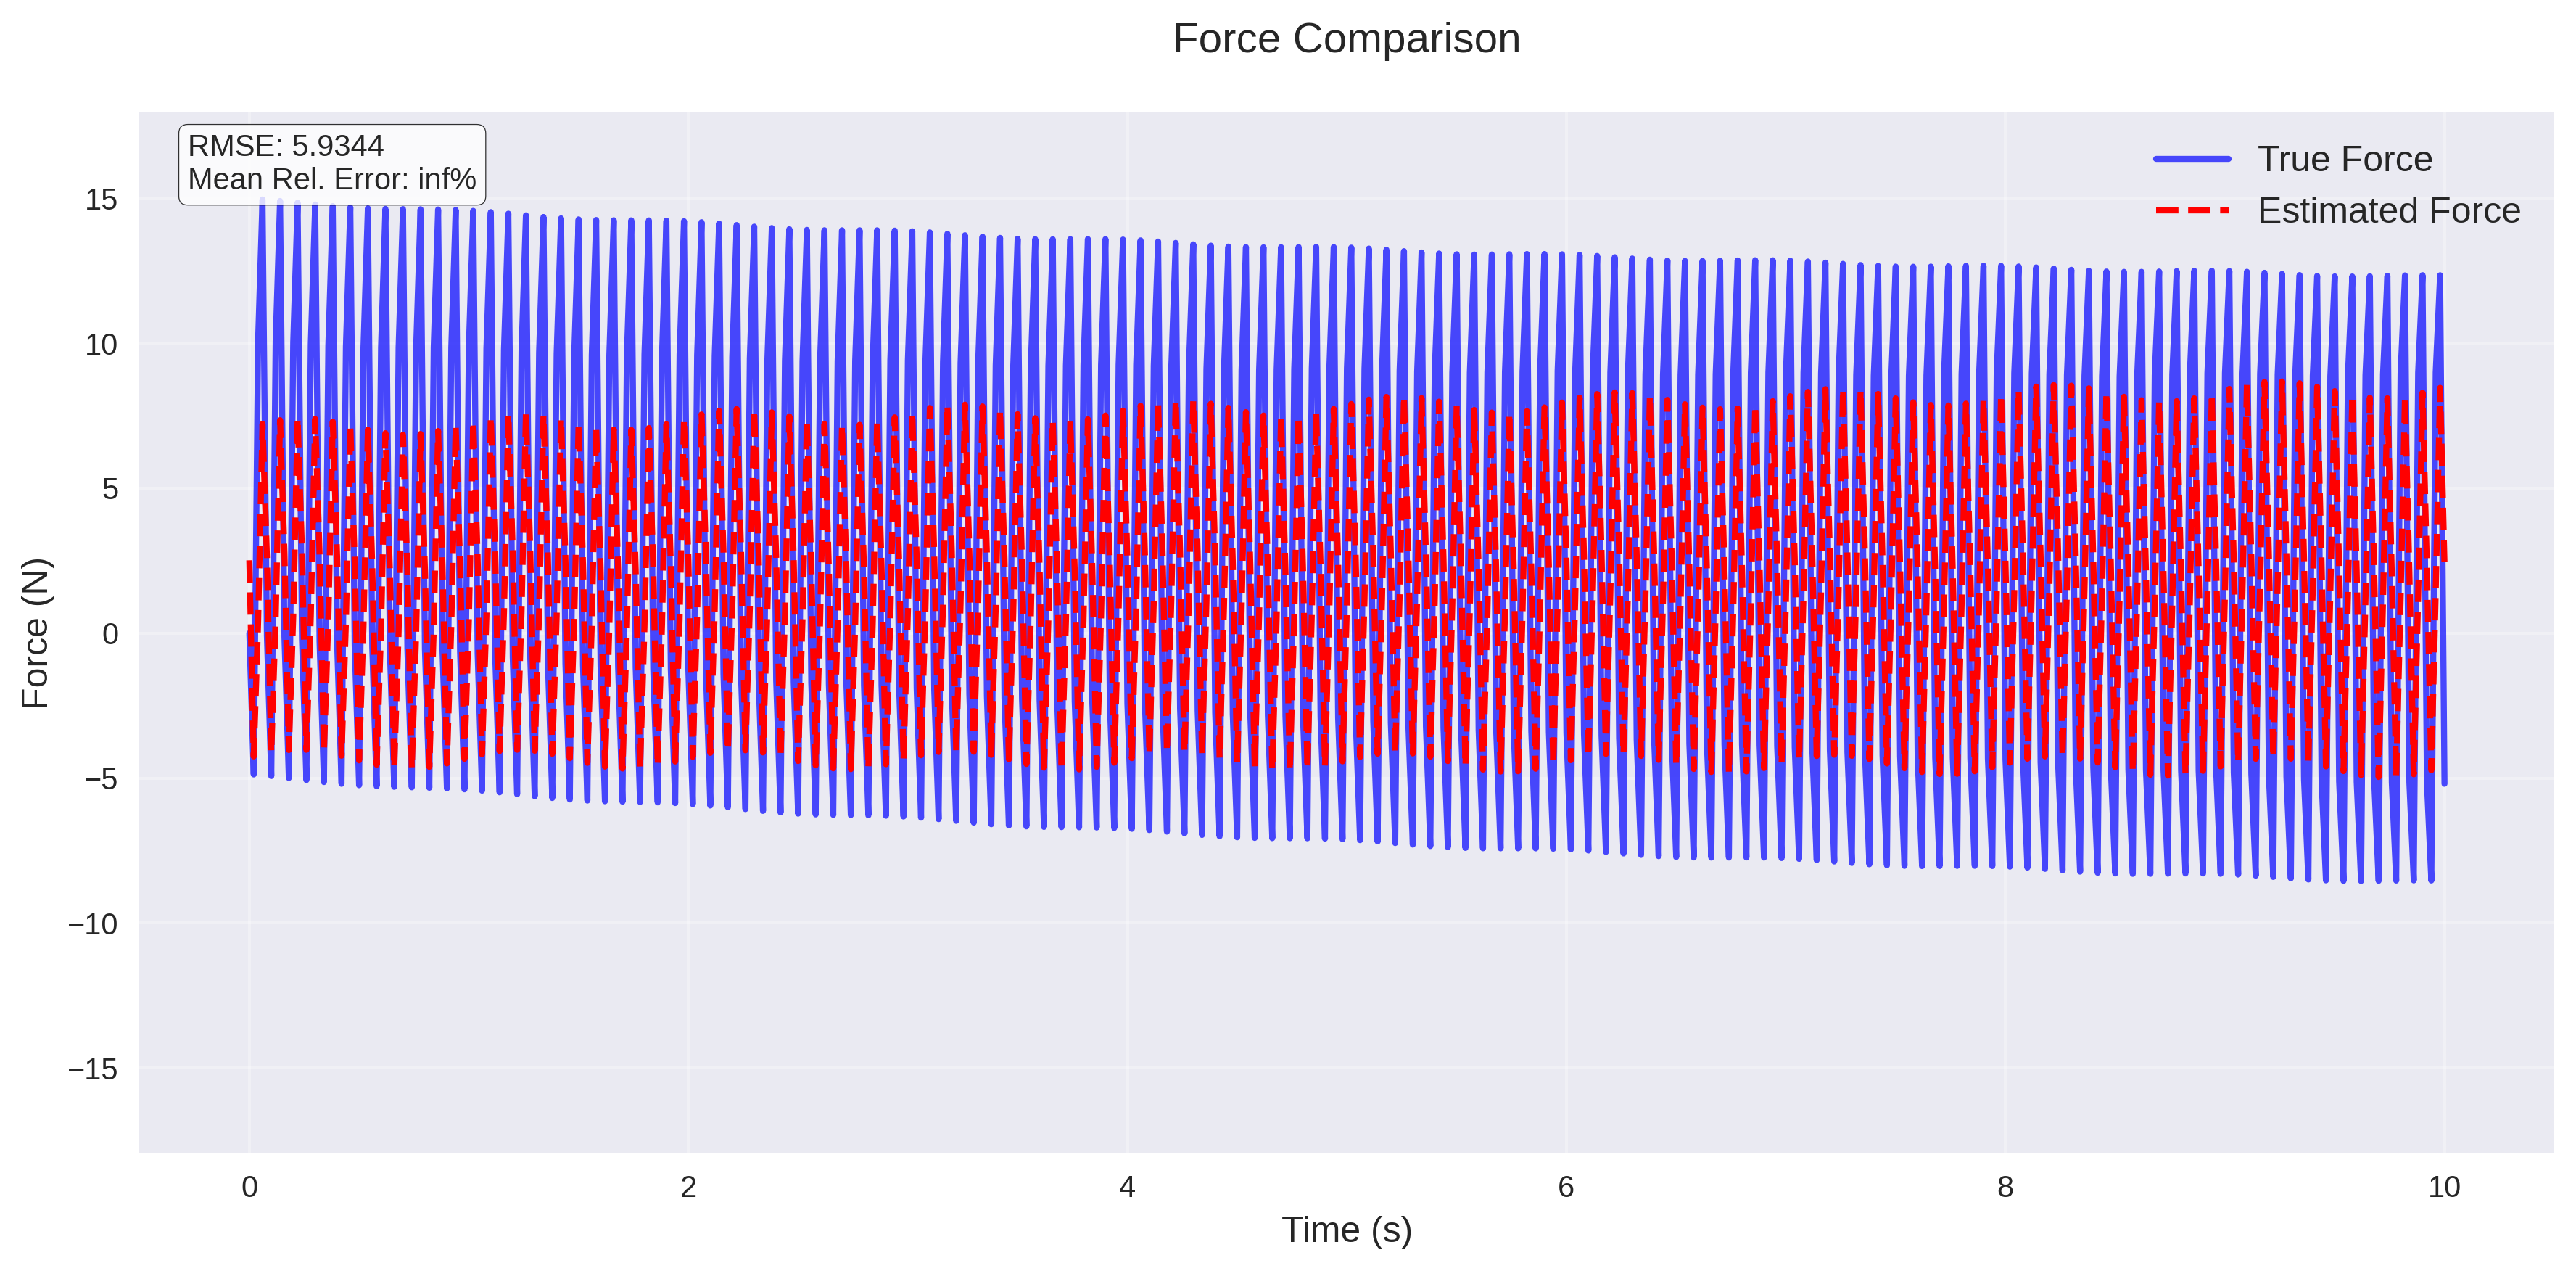 Force Comparison
RMSE: 5.9344
Mean Rel. Error: inf%
True Force
Estimated Force
15
10
5
0
−5
−10
−15
Force (N)
0
2
4
6
8
10
Time (s)